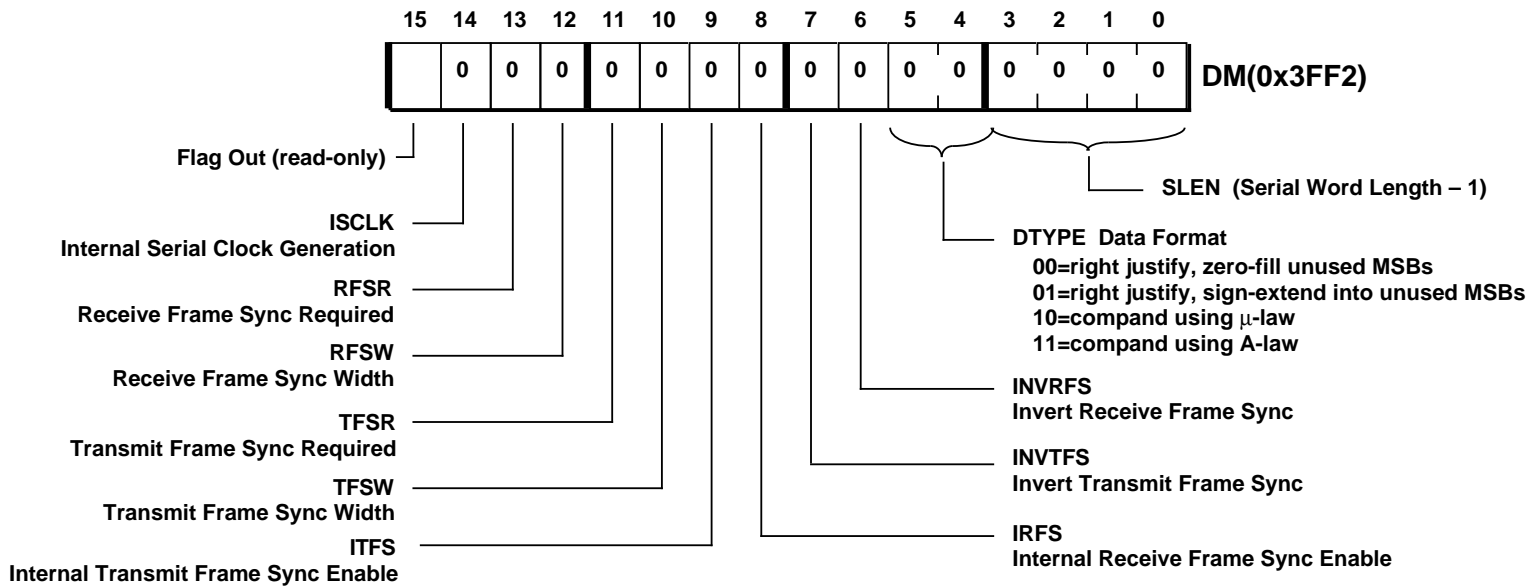 15 14 13 12 11 10 9 8 7 6 5 4 3 2 1 0
0 0 0 0 0 0 0 0 0 0 0 0 0 0 0
DM(0x3FF2)
Flag Out (read-only)
ISCLK
Internal Serial Clock Generation
RFSR
Receive Frame Sync Required
RFSW
Receive Frame Sync Width
TFSR
Transmit Frame Sync Required
TFSW
Transmit Frame Sync Width
ITFS
Internal Transmit Frame Sync Enable
SLEN (Serial Word Length – 1)
DTYPE Data Format
00=right justify, zero-fill unused MSBs
01=right justify, sign-extend into unused MSBs
10=compand using µ-law
11=compand using A-law
INVRFS
Invert Receive Frame Sync
INVTFS
Invert Transmit Frame Sync
IRFS
Internal Receive Frame Sync Enable